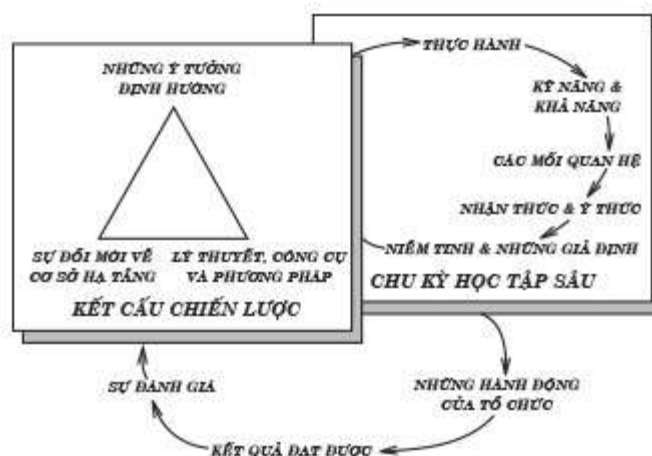 NHỮNG Ý TƯỞNG
ĐỊNH HƯỚNG
SỰ ĐỔI MỚI VỀ
CƠ SỞ HẠ TẦNG
LÝ THUYẾT, CÔNG CỤ
VÀ PHƯƠNG PHÁP
KẾT CẤU CHIẾN LƯỢC
THỰC HÀNH
KỸ NĂNG &
KHẢ NĂNG
CÁC MỐI QUAN HỆ
NHẬN THỨC & Ý THỨC
NIỀM TINH & NHỮNG GIẢ ĐỊNH
CHU KỲ HỌC TẬP SÂU
NHỮNG HÀNH ĐỘNG
CỦA TỔ CHỨC
KẾT QUẢ ĐẠT ĐƯỢC
SỰ ĐÁNH GIÁ